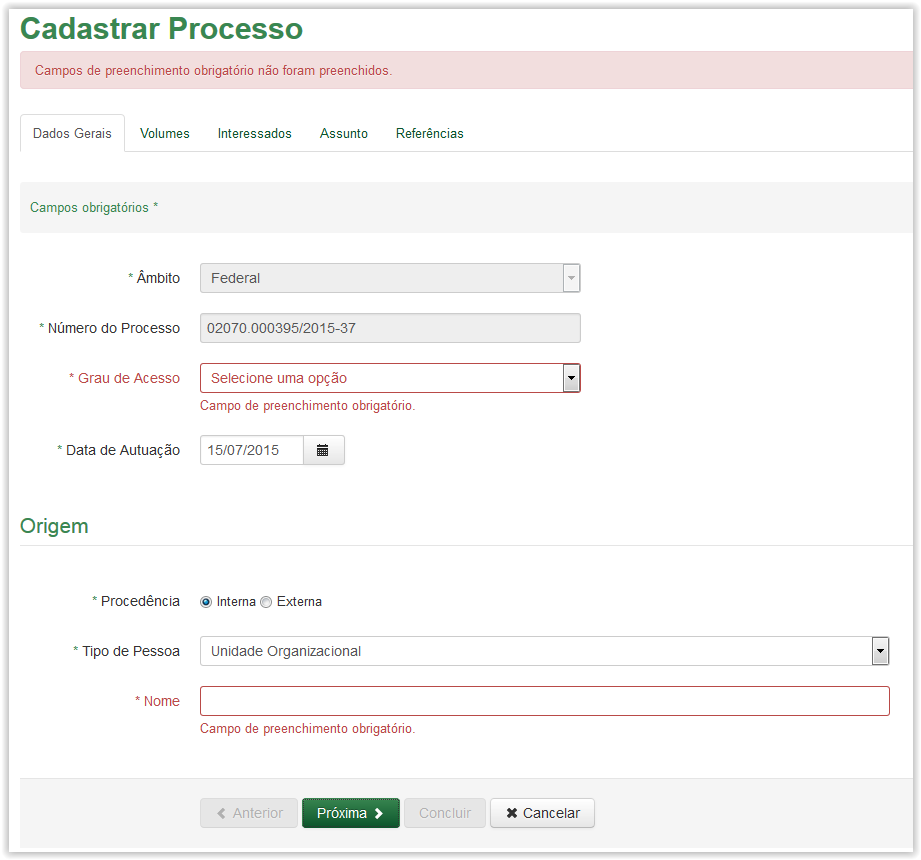 Cadastrar Processo
Campos de preenchimento obrigatório não foram preenchidos.
Dados Gerais Volumes Interessados Assunto Referências
Campos obrigatórios *
* Âmbito Federal
* Número do Processo 02070.000395/2015-37
* Grau de Acesso Selecione uma opção
Campo de preenchimento obrigatório.
* Data de Autuação 15/07/2015
Origem
* Procedência Interna Externa
* Tipo de Pessoa Unidade Organizacional
* Nome
Campo de preenchimento obrigatório.
Anterior Próxima Concluir Cancelar